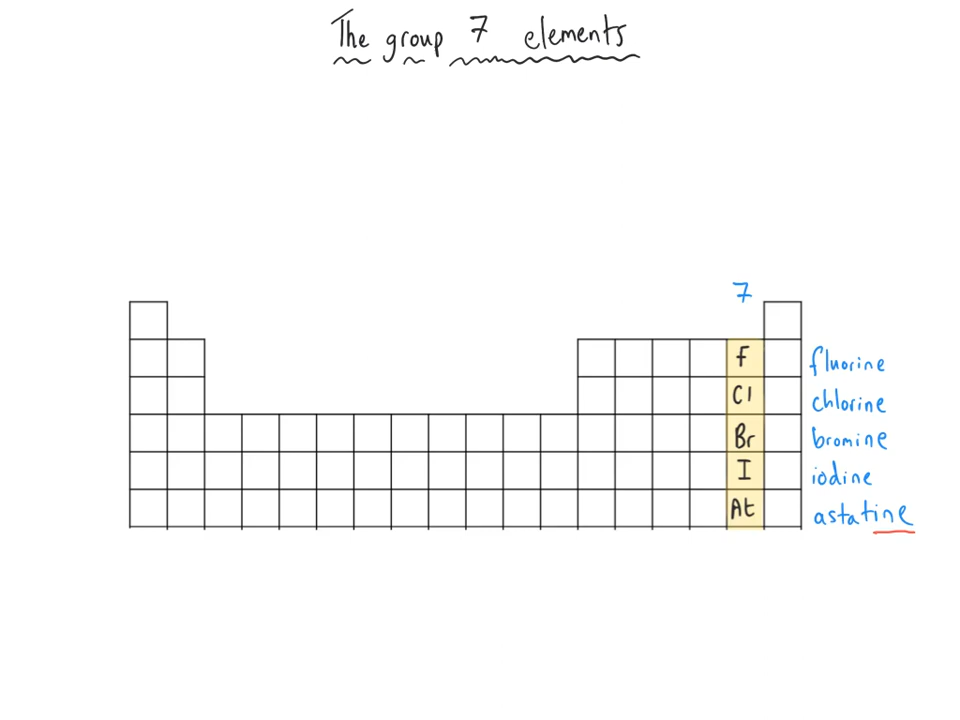 The group 7 elements
7
F fluorine
Cl chlorine
Br bromine
I iodine
At astatine